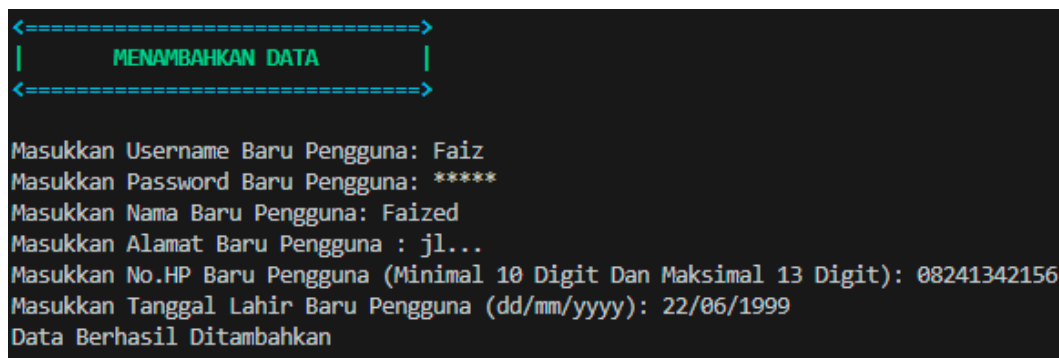 <===============================>
| MENAMBAHKAN DATA |
<===============================>
Masukkan Username Baru Pengguna: Faiz
Masukkan Password Baru Pengguna: *****
Masukkan Nama Baru Pengguna: Faized
Masukkan Alamat Baru Pengguna : jl...
Masukkan No.HP Baru Pengguna (Minimal 10 Digit Dan Maksimal 13 Digit): 08241342156
Masukkan Tanggal Lahir Baru Pengguna (dd/mm/yyyy): 22/06/1999
Data Berhasil Ditambahkan